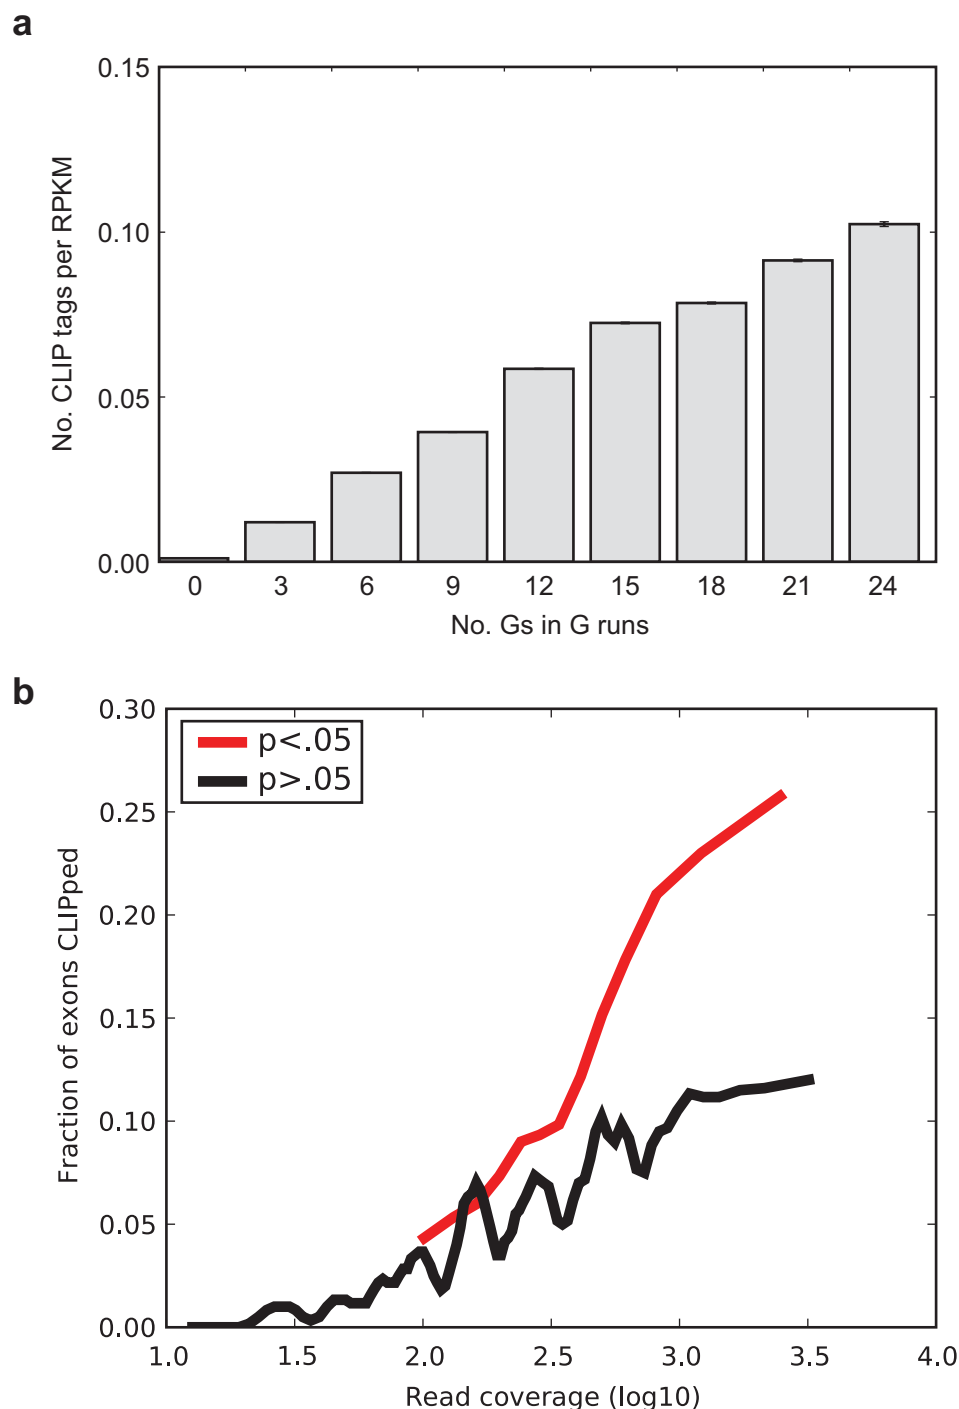 a
0.15
0.10
0.05
0.00
No. CLIP tags per RPKM
0 3 6 9 12 15 18 21 24
No. Gs in G runs
b
0.30
0.25
0.20
0.15
0.10
0.05
0.00
Fraction of exons CLIPped
p<.05
p>.05
1.0 1.5 2.0 2.5 3.0 3.5 4.0
Read coverage (log10)